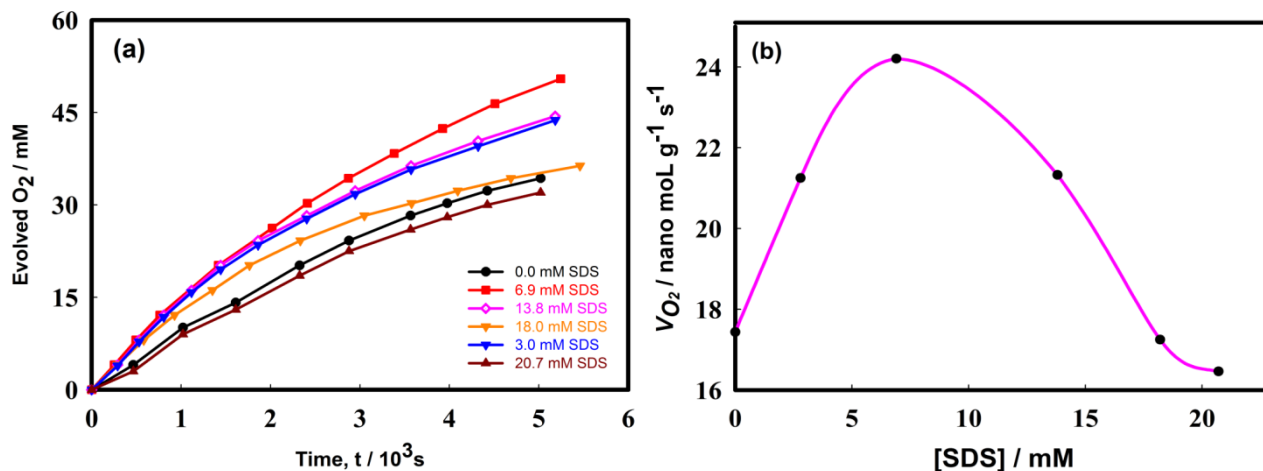 (a)
Evolved O₂ / mM
60
45
30
15
0
0 1 2 3 4 5 6
Time, t / 10³s
0.0 mM SDS
6.9 mM SDS
13.8 mM SDS
18.0 mM SDS
3.0 mM SDS
20.7 mM SDS
(b)
V_O₂ / nano moL g⁻¹ s⁻¹
24
22
20
18
16
0 5 10 15 20
[SDS] / mM